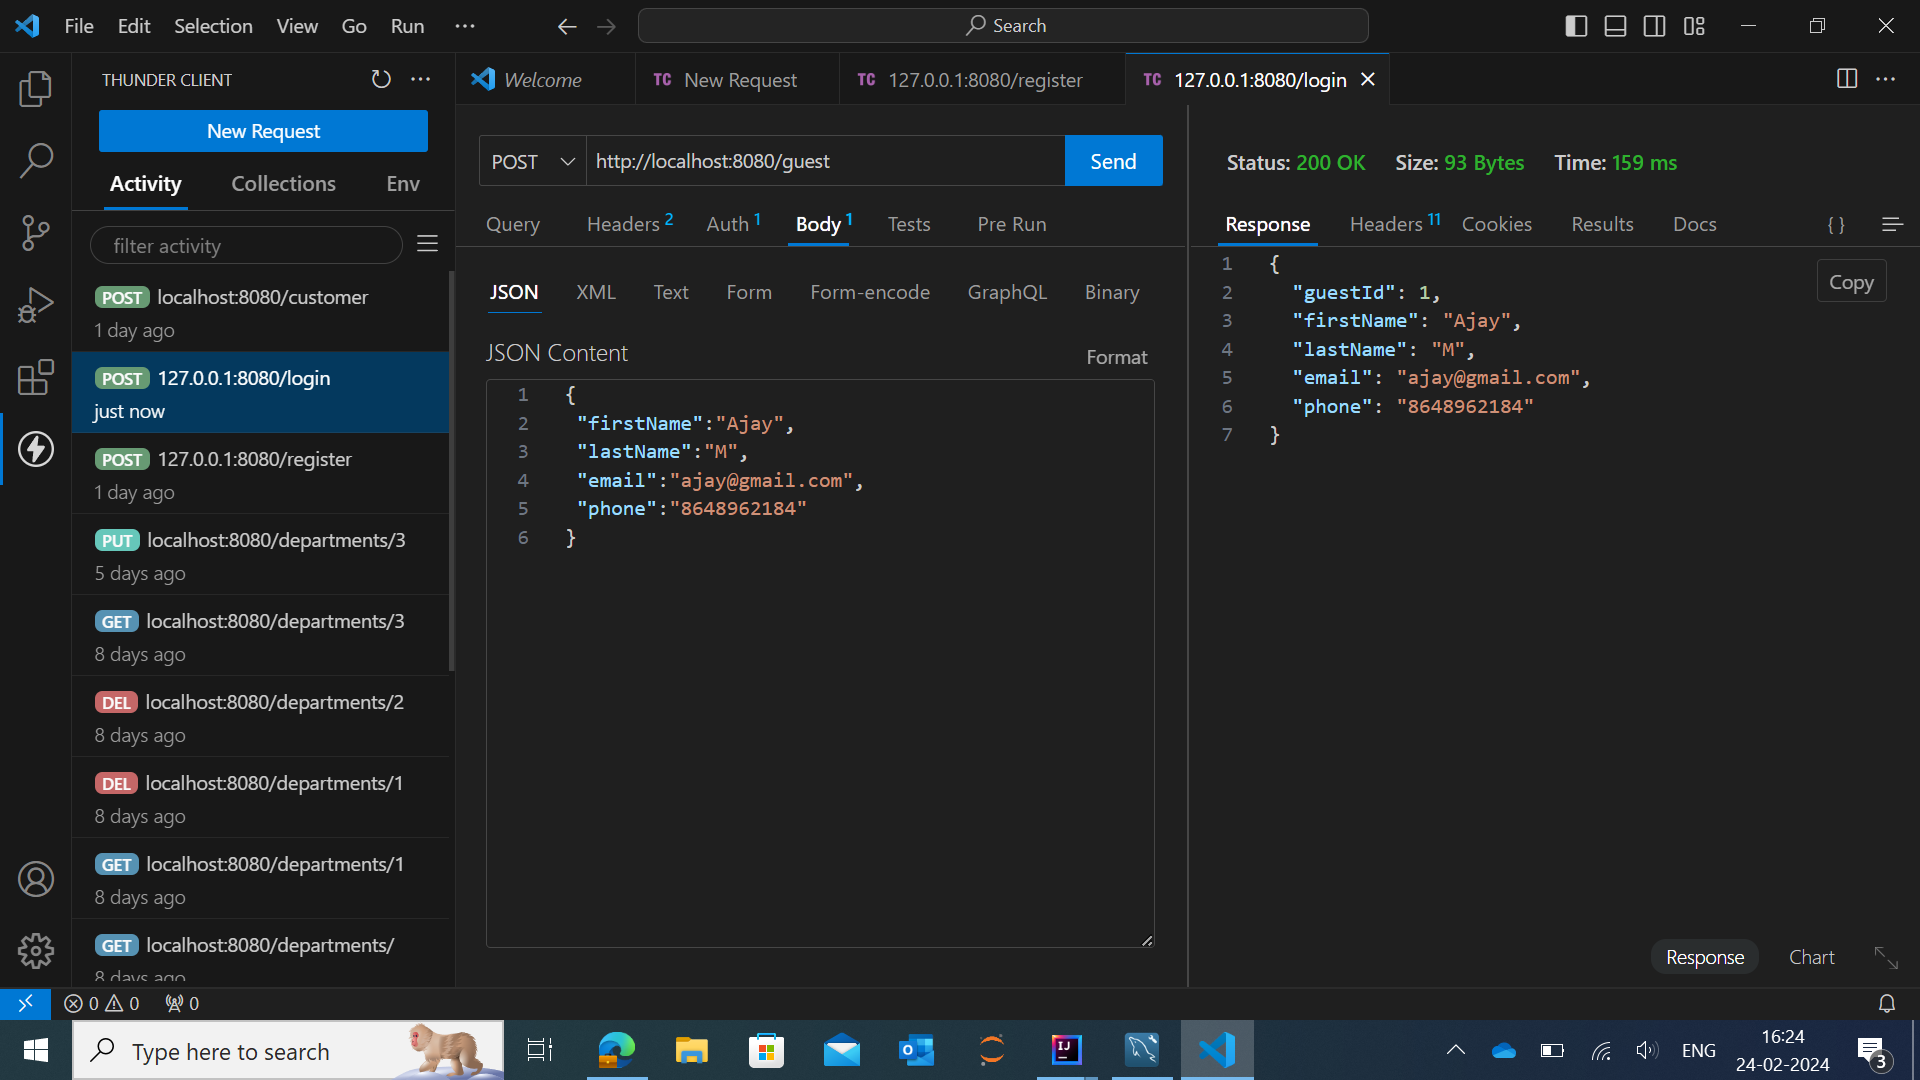 File Edit Selection View Go Run ···
Search
THUNDER CLIENT
New Request
Activity Collections Env
filter activity
POST localhost:8080/customer
1 day ago
POST 127.0.0.1:8080/login
just now
POST 127.0.0.1:8080/register
1 day ago
PUT localhost:8080/departments/3
5 days ago
GET localhost:8080/departments/3
8 days ago
DEL localhost:8080/departments/2
8 days ago
DEL localhost:8080/departments/1
8 days ago
GET localhost:8080/departments/1
8 days ago
GET localhost:8080/departments/
8 days ago
Welcome TC New Request TC 127.0.0.1:8080/register TC 127.0.0.1:8080/login
POST http://localhost:8080/guest Send
Query Headers 2 Auth 1 Body 1 Tests Pre Run
JSON XML Text Form Form-encode GraphQL Binary
JSON Content Format
1 {
2 "firstName":"Ajay",
3 "lastName":"M",
4 "email":"ajay@gmail.com",
5 "phone":"8648962184"
6 }
Status: 200 OK Size: 93 Bytes Time: 159 ms
Response Headers 11 Cookies Results Docs { }
Copy
1 {
2 "guestId": 1,
3 "firstName": "Ajay",
4 "lastName": "M",
5 "email": "ajay@gmail.com",
6 "phone": "8648962184"
7 }
Response Chart
0 0 0
Type here to search
IJ
ENG
16:24
24-02-2024
3